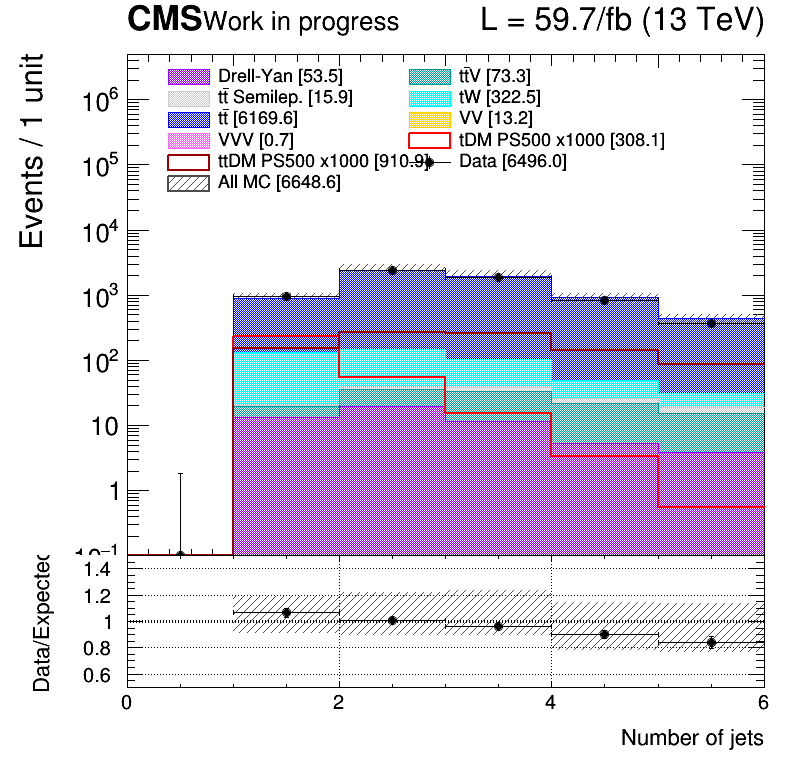 CMS Work in progress L = 59.7/fb (13 TeV)
Events / 1 unit
Drell-Yan [53.5] tt̄V [73.3]
tt̄ Semilep. [15.9] tW [322.5]
tt̄ [6169.6] VV [13.2]
VVV [0.7] tDM PS500 x1000 [308.1]
ttDM PS500 x1000 [910.9] Data [6496.0]
All MC [6648.6]
10⁶
10⁵
10⁴
10³
10²
10
1
10⁻¹
Data/Expected
1.4
1.2
1
0.8
0.6
0 2 4 6
Number of jets